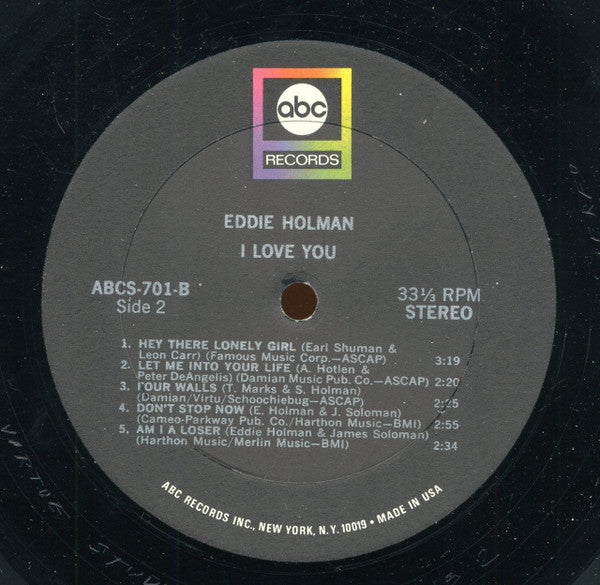 abc
RECORDS
EDDIE HOLMAN
I LOVE YOU
ABCS-701-B
Side 2
33⅓ RPM
STEREO
1. HEY THERE LONELY GIRL (Earl Shuman &
Leon Carr) (Famous Music Corp.—ASCAP) 3:19
2. LET ME INTO YOUR LIFE (A. Hotlen &
Peter DeAngelis) (Damian Music Pub. Co.—ASCAP) 2:20
3. FOUR WALLS (T. Marks & S. Holman)
(Damian/Virtu/Schoochiebug—ASCAP) 2:25
4. DON'T STOP NOW (E. Holman & J. Soloman)
(Cameo-Parkway Pub. Co./Harthon Music—BMI) 2:55
5. AM I A LOSER (Eddie Holman & James Soloman)
(Harthon Music/Merlin Music—BMI) 2:34
ABC RECORDS INC., NEW YORK, N.Y. 10019 • MADE IN USA
VIRTUE